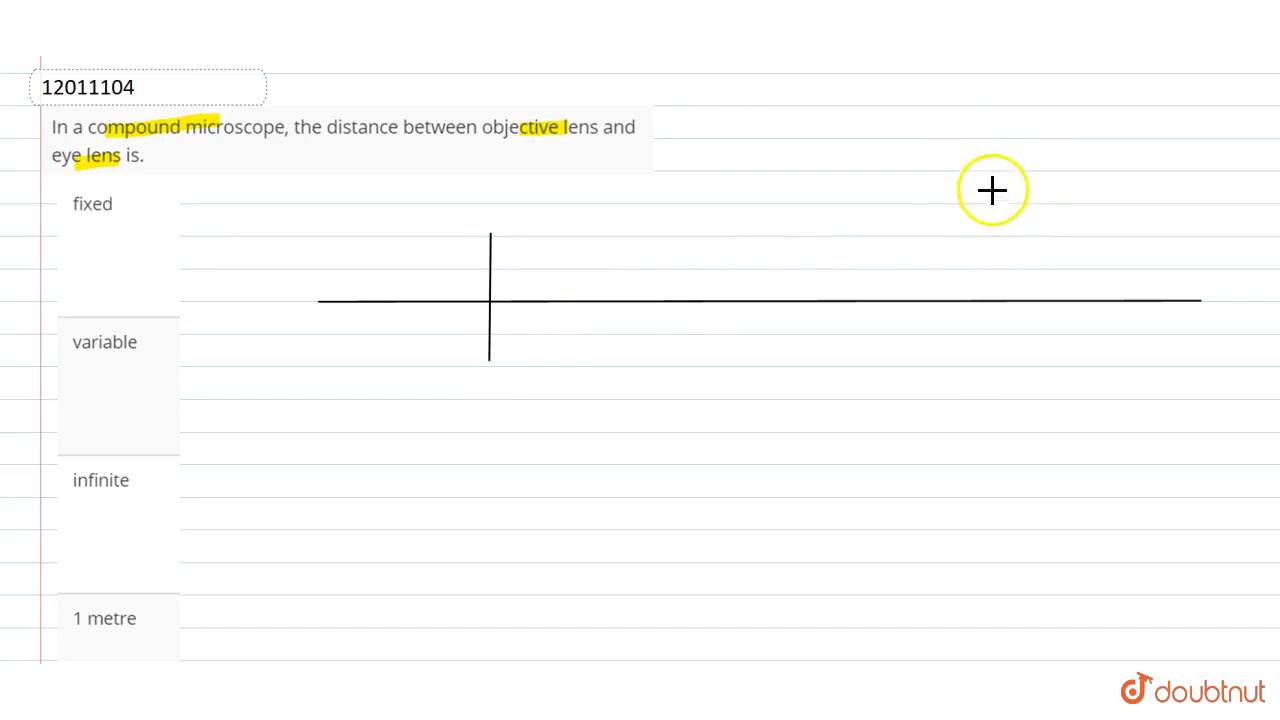 12011104
In a compound microscope, the distance between objective lens and
eye lens is.
fixed
variable
infinite
1 metre
doubtnut